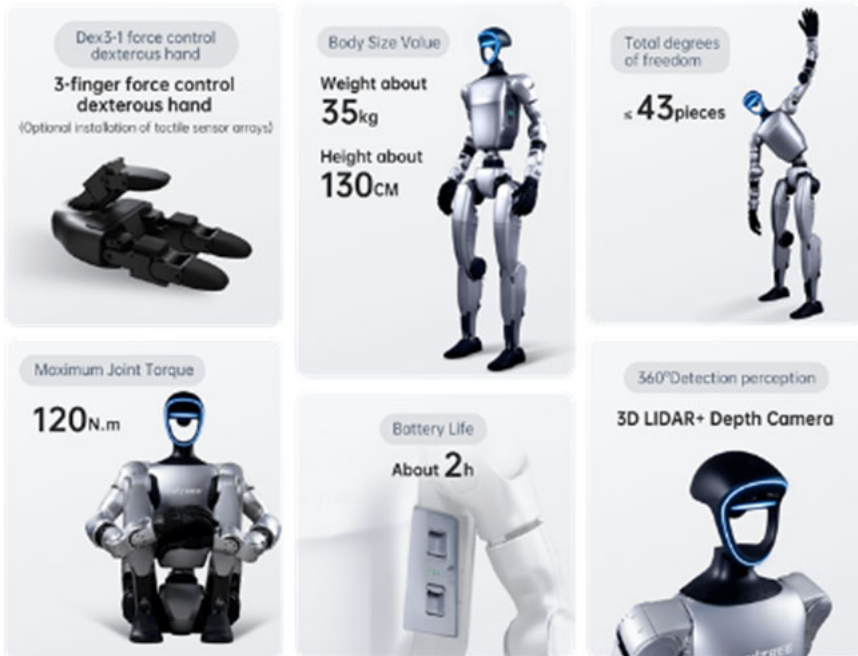 Dex3-1 force control
dexterous hand
3-finger force control
dexterous hand
(Optional installation of tactile sensor arrays)
Body Size Value
Weight about
35kg
Height about
130CM
Total degrees
of freedom
≤ 43pieces
Maximum Joint Torque
120N.m
Battery Life
About 2h
360°Detection perception
3D LIDAR+ Depth Camera